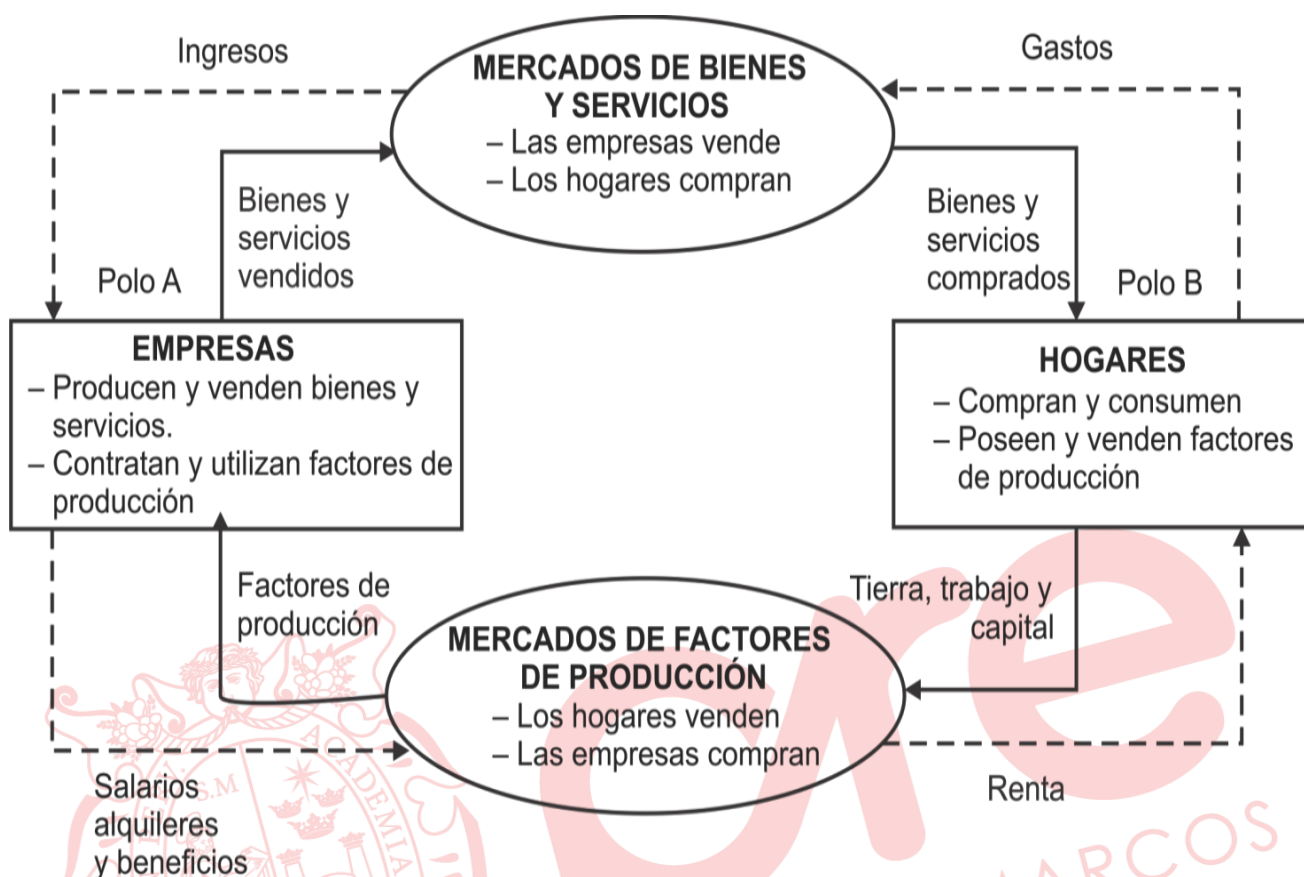 Ingresos
MERCADOS DE BIENES
Y SERVICIOS
– Las empresas vende
– Los hogares compran
Gastos
Bienes y
servicios
vendidos
Bienes y
servicios
comprados
Polo A
Polo B
EMPRESAS
– Producen y venden bienes y
servicios.
– Contratan y utilizan factores de
producción
HOGARES
– Compran y consumen
– Poseen y venden factores
de producción
Factores de
producción
Tierra, trabajo y
capital
MERCADOS DE FACTORES
DE PRODUCCIÓN
– Los hogares venden
– Las empresas compran
Salarios
alquileres
y beneficios
Renta
cre
MARCOS
S.M
ACADEMIA